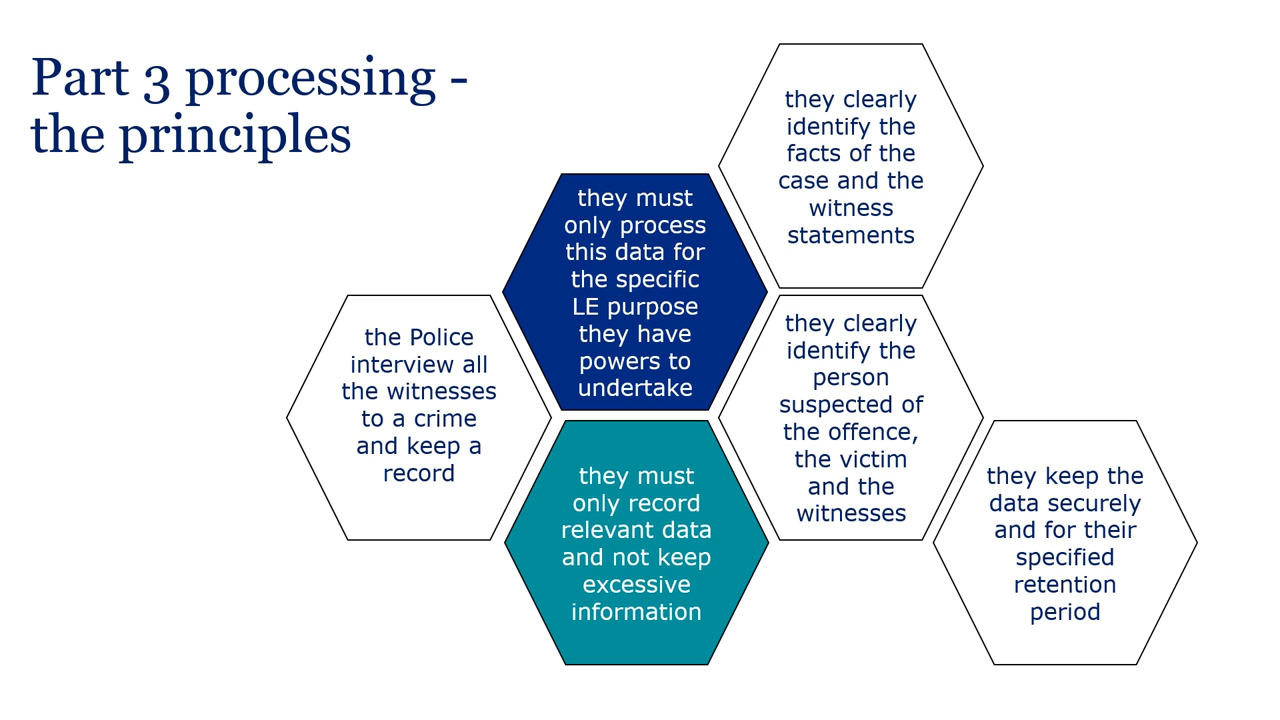 Part 3 processing -
the principles
the Police
interview all
the witnesses
to a crime
and keep a
record
they must
only process
this data for
the specific
LE purpose
they have
powers to
undertake
they must
only record
relevant data
and not keep
excessive
information
they clearly
identify the
facts of the
case and the
witness
statements
they clearly
identify the
person
suspected of
the offence,
the victim
and the
witnesses
they keep the
data securely
and for their
specified
retention
period